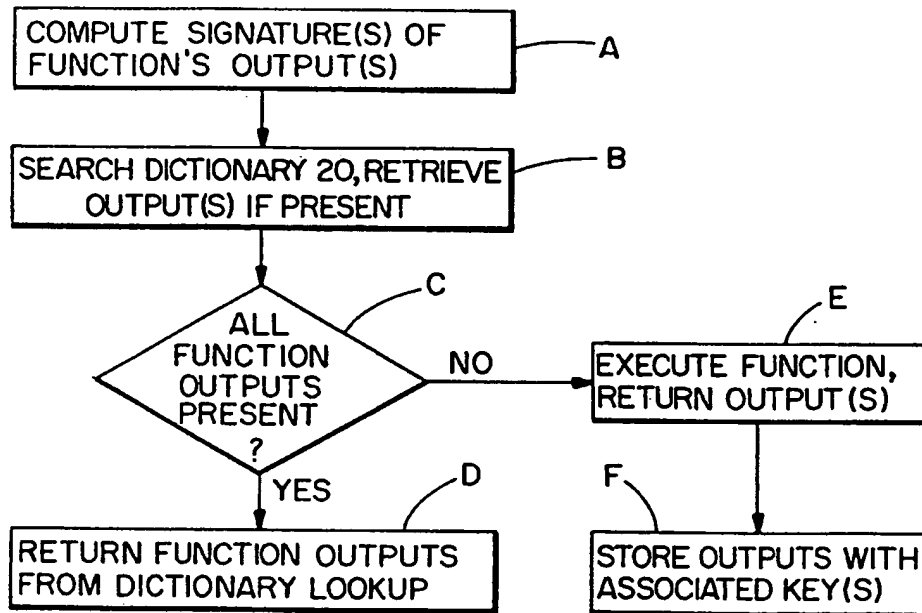 COMPUTE SIGNATURE(S) OF
FUNCTION'S OUTPUT(S)
A
SEARCH DICTIONARY 20, RETRIEVE
OUTPUT(S) IF PRESENT
B
C
ALL
FUNCTION
OUTPUTS
PRESENT
?
NO
YES
E
EXECUTE FUNCTION,
RETURN OUTPUT(S)
D
RETURN FUNCTION OUTPUTS
FROM DICTIONARY LOOKUP
F
STORE OUTPUTS WITH
ASSOCIATED KEY(S)